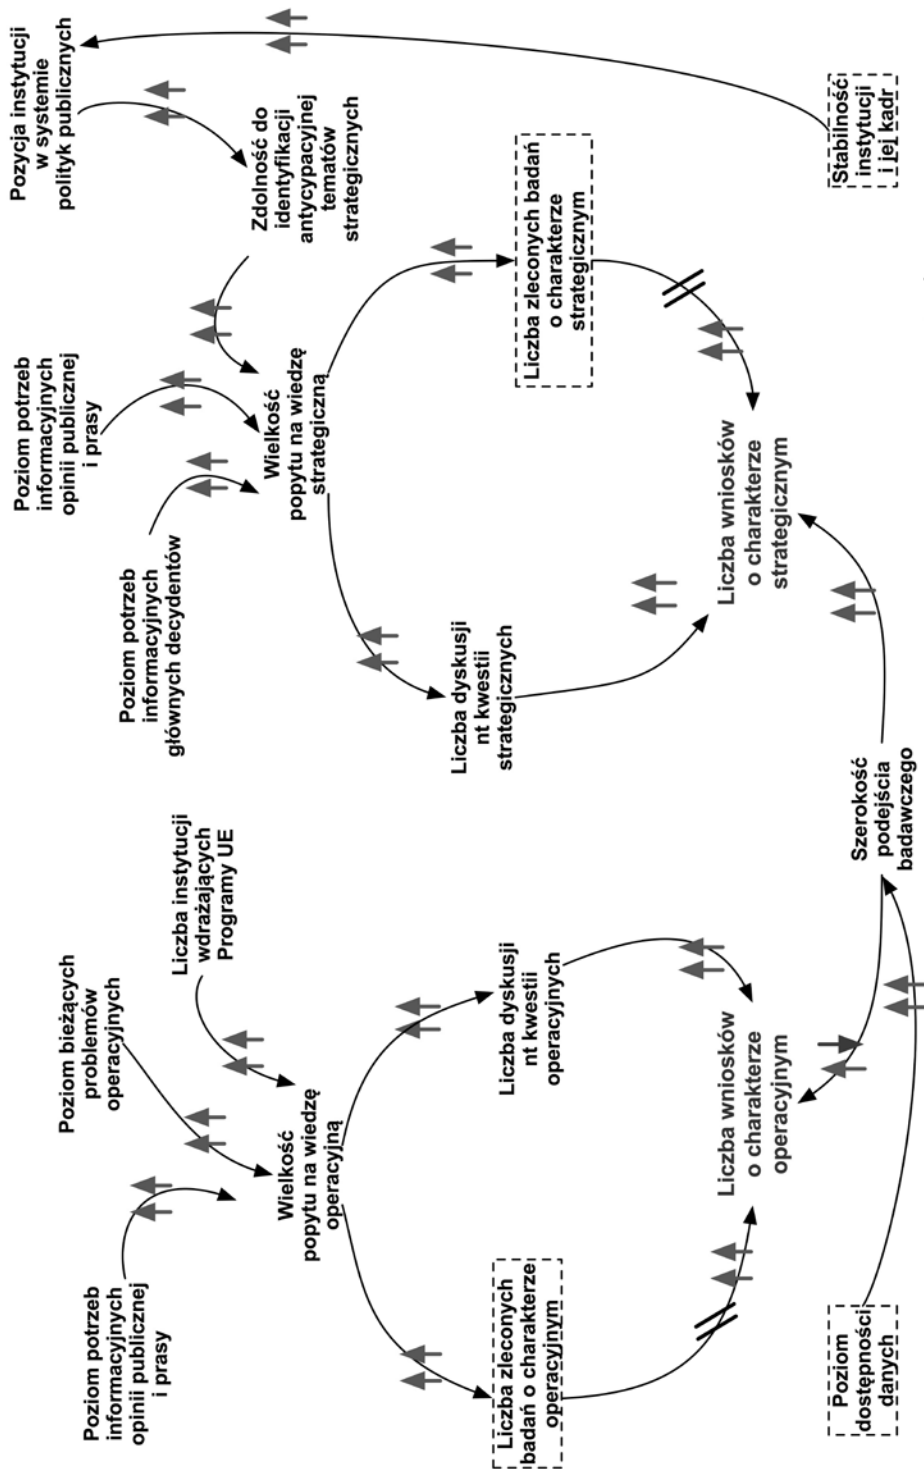 Poziom potrzeb
informacyjnych
opinii publicznej
i prasy
Poziom bieżących
problemów
operacyjnych
Liczba instytucji
wdrażających
Programy UE
Poziom potrzeb
informacyjnych
głównych decydentów
Poziom potrzeb
informacyjnych
opinii publicznej
i prasy
Pozycja instytucji
w systemie
polityk publicznych
Zdolność do
identyfikacji
antycypacyjnej
tematów
strategicznych
Wielkość
popytu na wiedzę
operacyjną
Wielkość
popytu na wiedzę
strategiczną
Liczba zleconych
badań o charakterze
operacyjnym
Liczba dyskusji
nt kwestii
operacyjnych
Liczba dyskusji
nt kwestii
strategicznych
Liczba zleconych badań
o charakterze
strategicznym
Liczba wniosków
o charakterze
operacyjnym
Liczba wniosków
o charakterze
strategicznym
Poziom
dostępności
danych
Szerokość
podejścia
badawczego
Stabilność
instytucji
i jej kadr